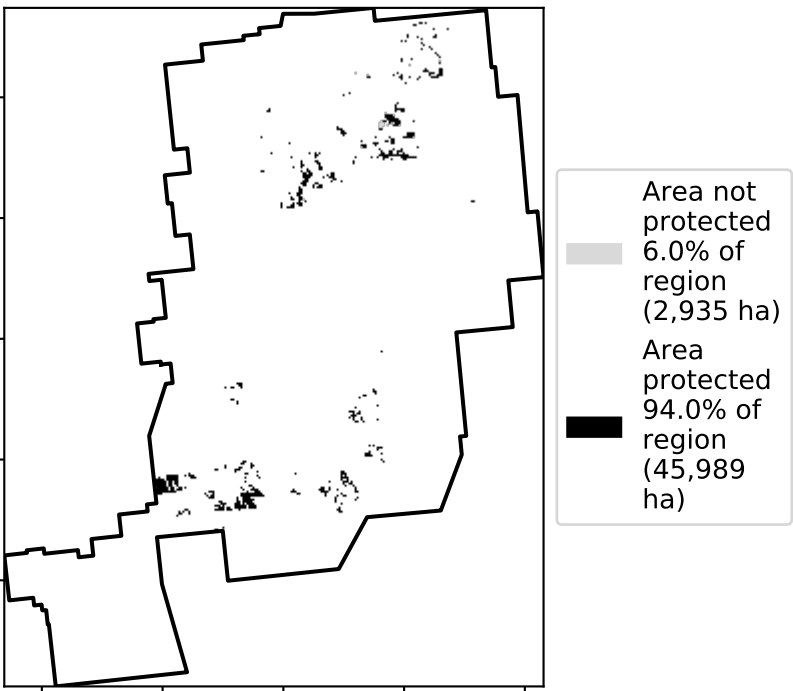 Area not
protected
6.0% of
region
(2,935 ha)
Area
protected
94.0% of
region
(45,989
ha)